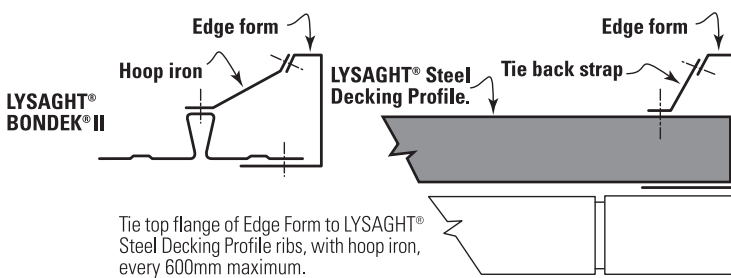 Edge form
Hoop iron
LYSAGHT®
BONDEK® II
Edge form
LYSAGHT® Steel
Decking Profile.
Tie back strap
Tie top flange of Edge Form to LYSAGHT®
Steel Decking Profile ribs, with hoop iron,
every 600mm maximum.